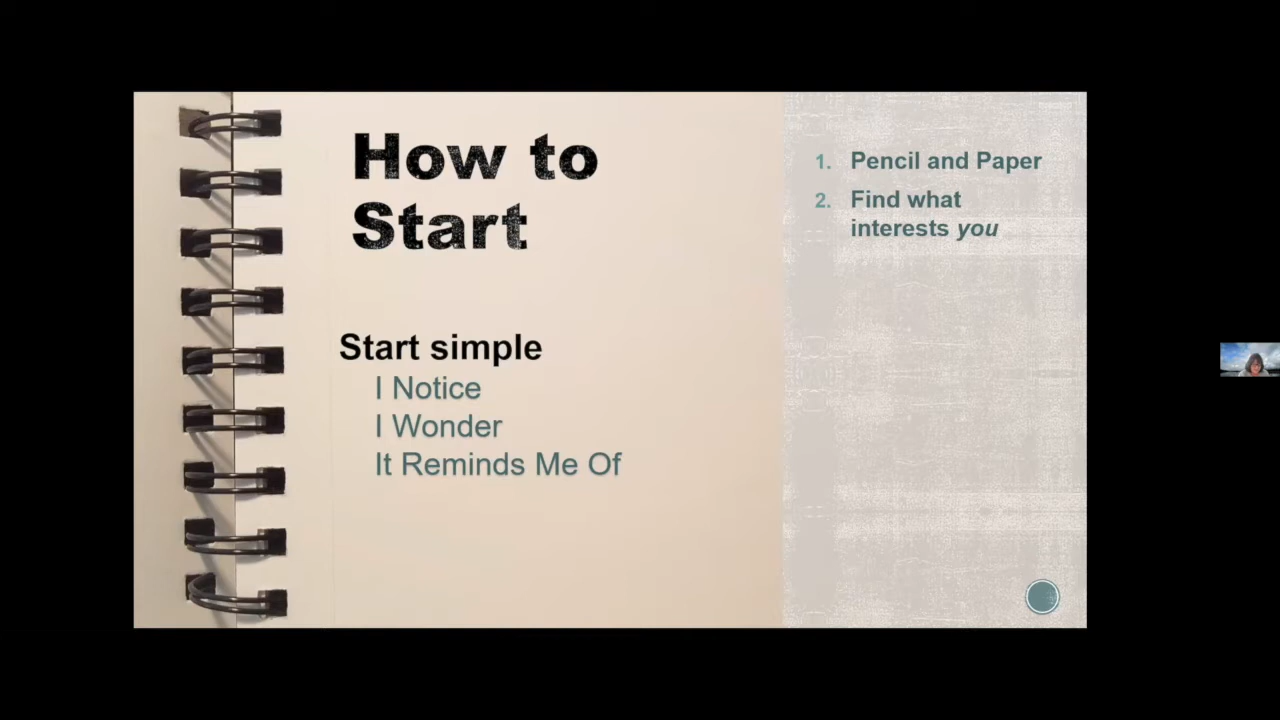 How to
Start
Start simple
I Notice
I Wonder
It Reminds Me Of
1. Pencil and Paper
2. Find what
interests you